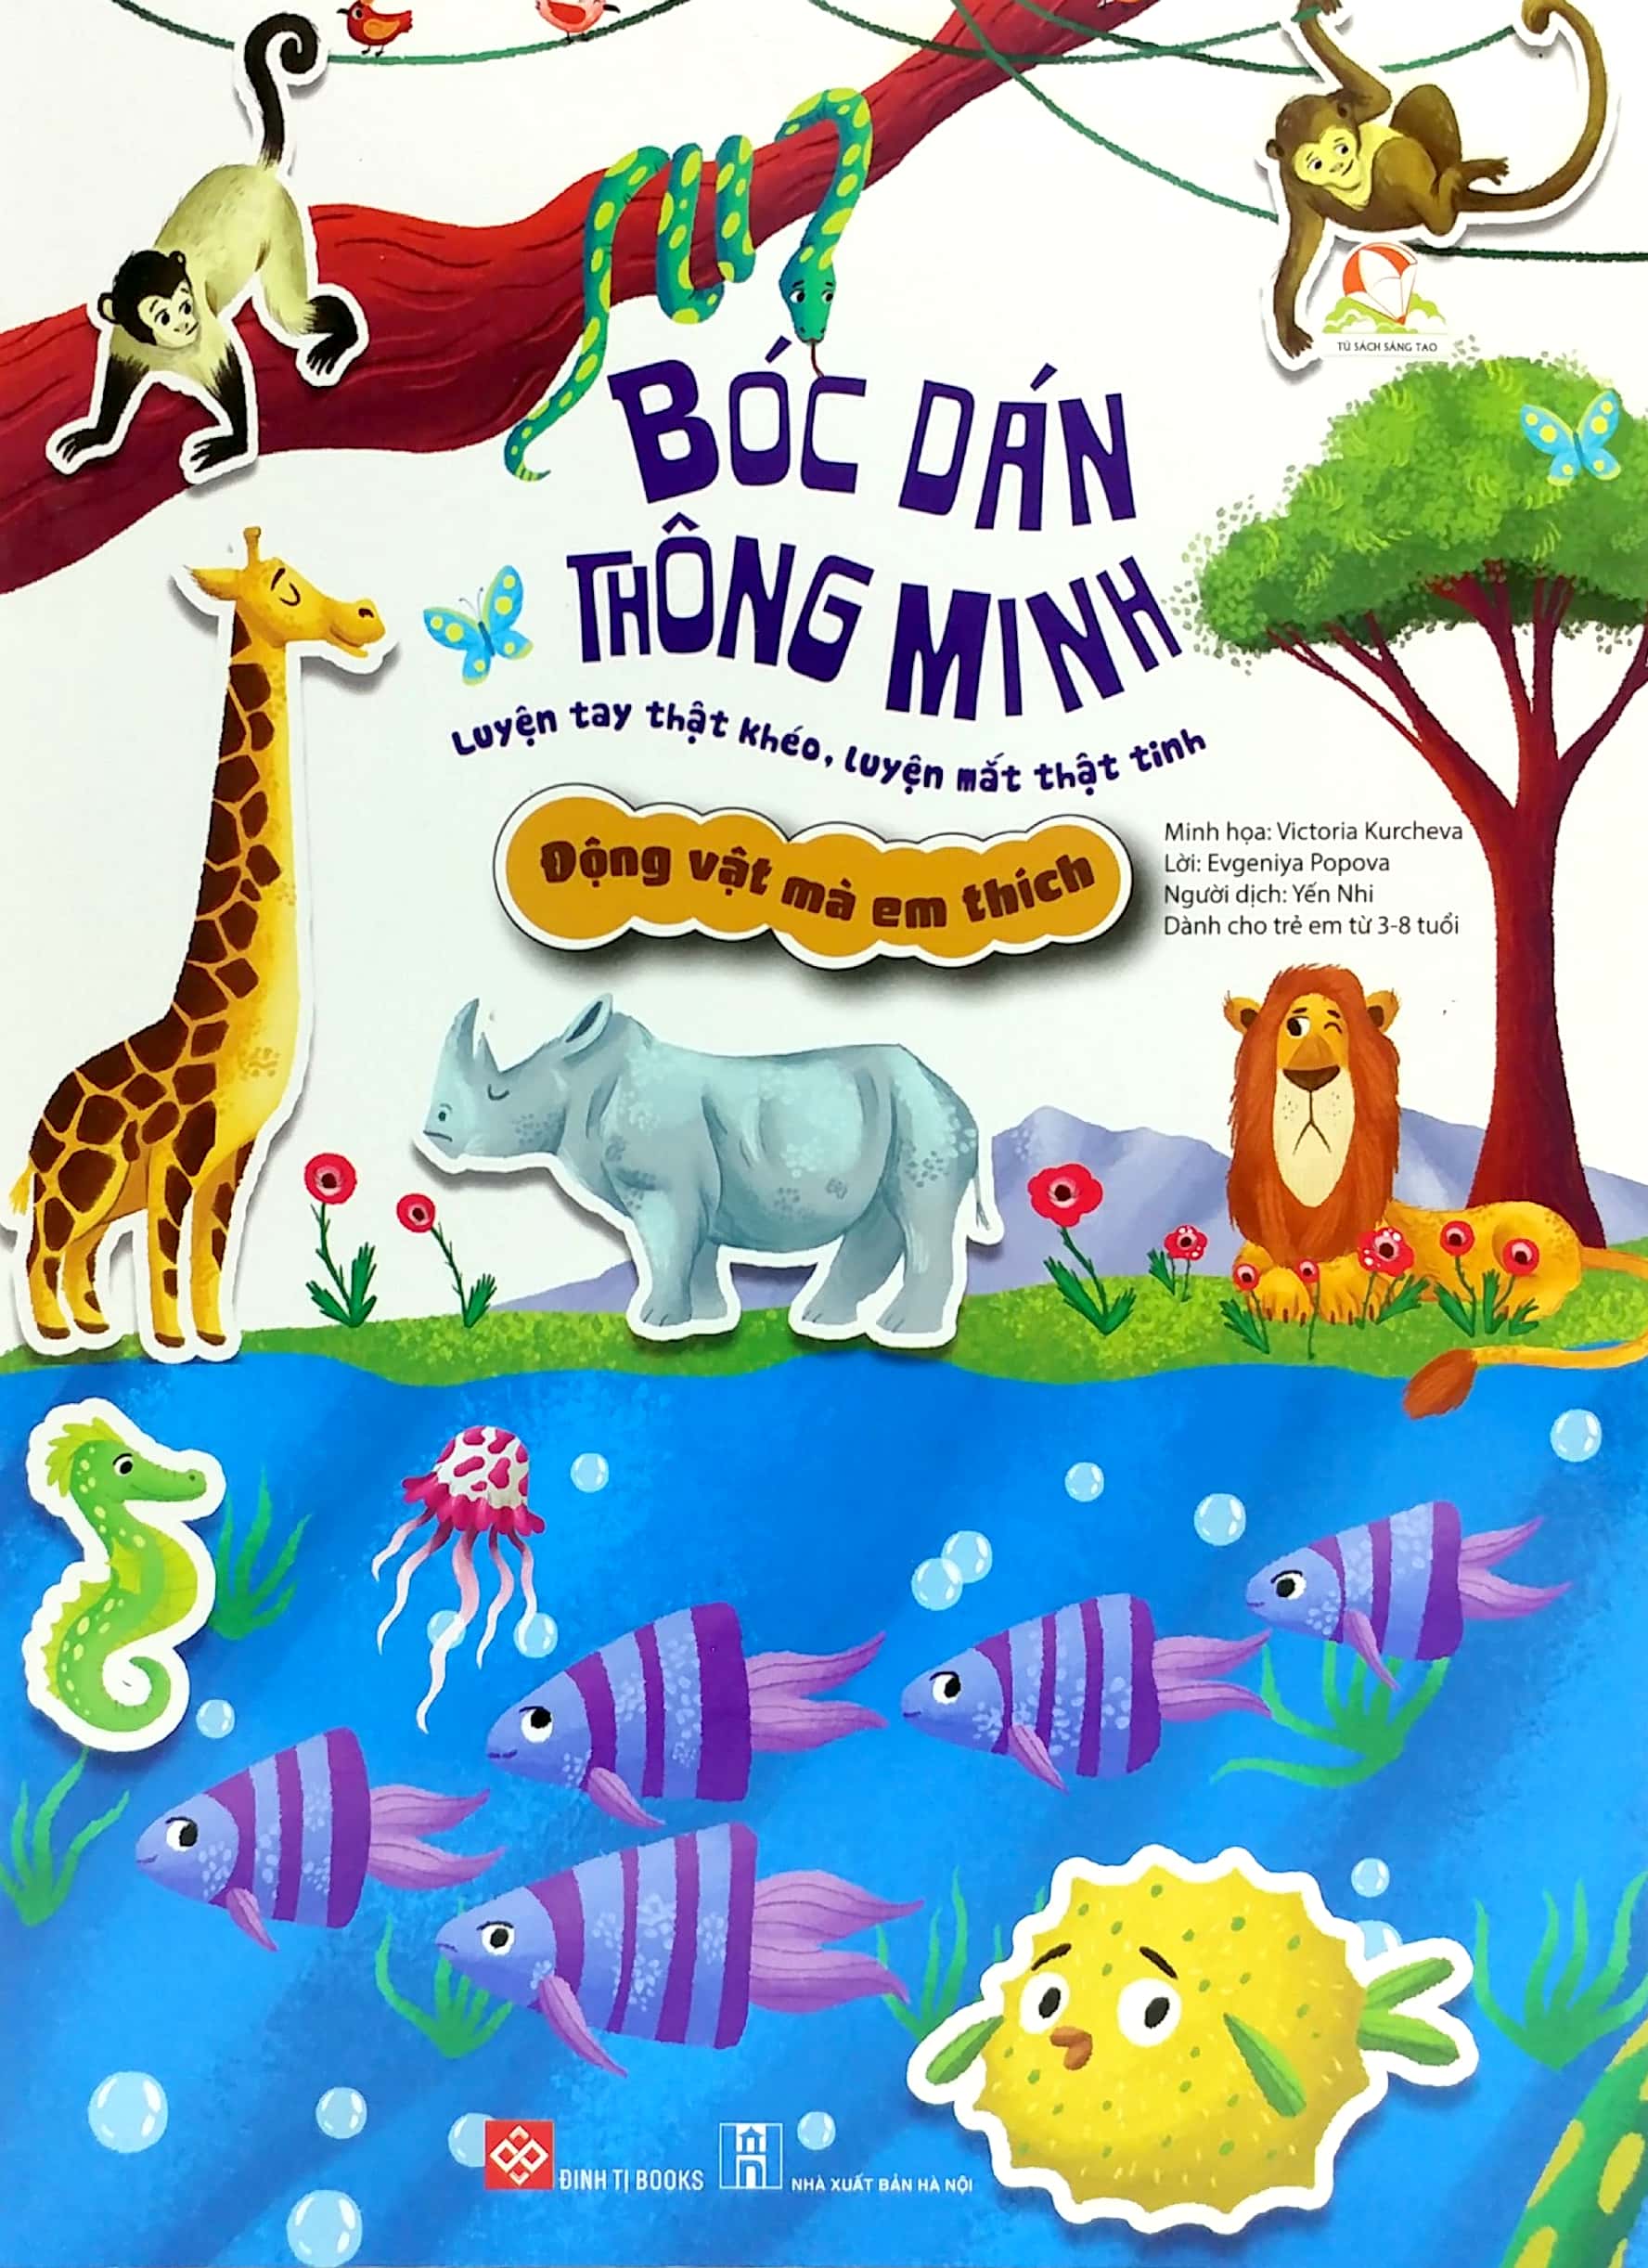 TỦ SÁCH SÁNG TẠO
BÓC DÁN
THÔNG MINH
Luyện tay thật khéo, luyện mắt thật tinh
Động vật mà em thích
Minh họa: Victoria Kurcheva
Lời: Evgeniya Popova
Người dịch: Yến Nhi
Dành cho trẻ em từ 3-8 tuổi
ĐINH TỊ BOOKS
NHÀ XUẤT BẢN HÀ NỘI